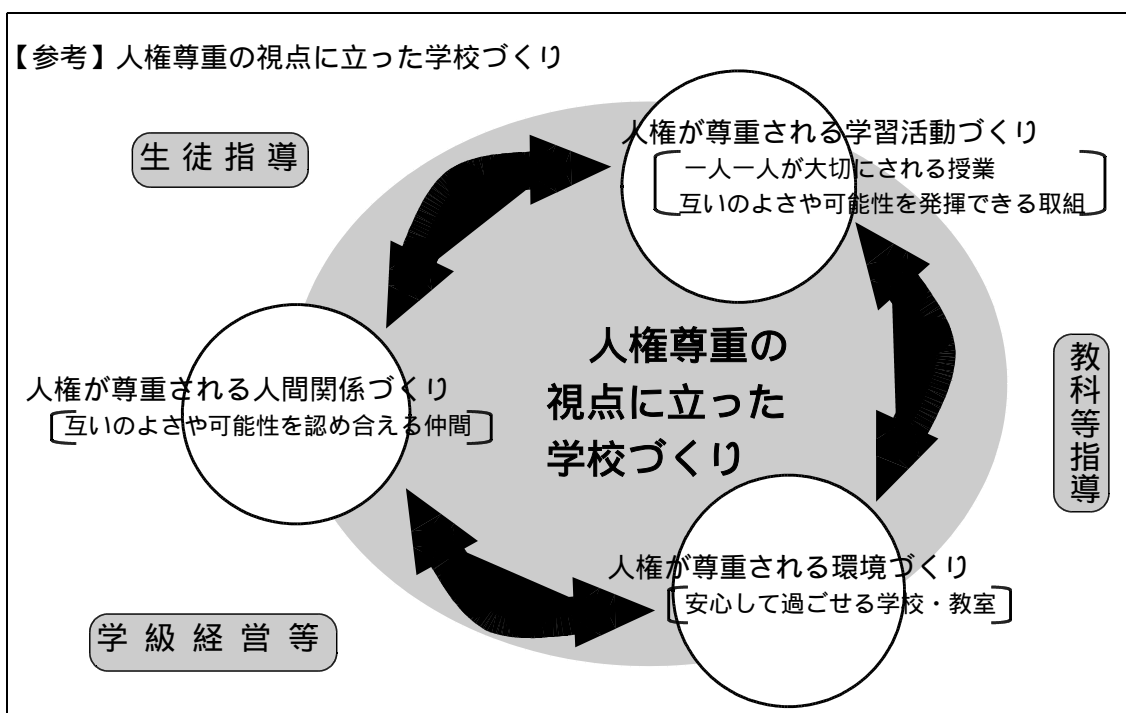 【参考】人権尊重の視点に立った学校づくり
生徒指導
人権が尊重される学習活動づくり
一人一人が大切にされる授業
互いのよさや可能性を発揮できる取組
人権尊重の
視点に立った
学校づくり
教科等指導
人権が尊重される人間関係づくり
互いのよさや可能性を認め合える仲間
人権が尊重される環境づくり
安心して過ごせる学校・教室
学級経営等